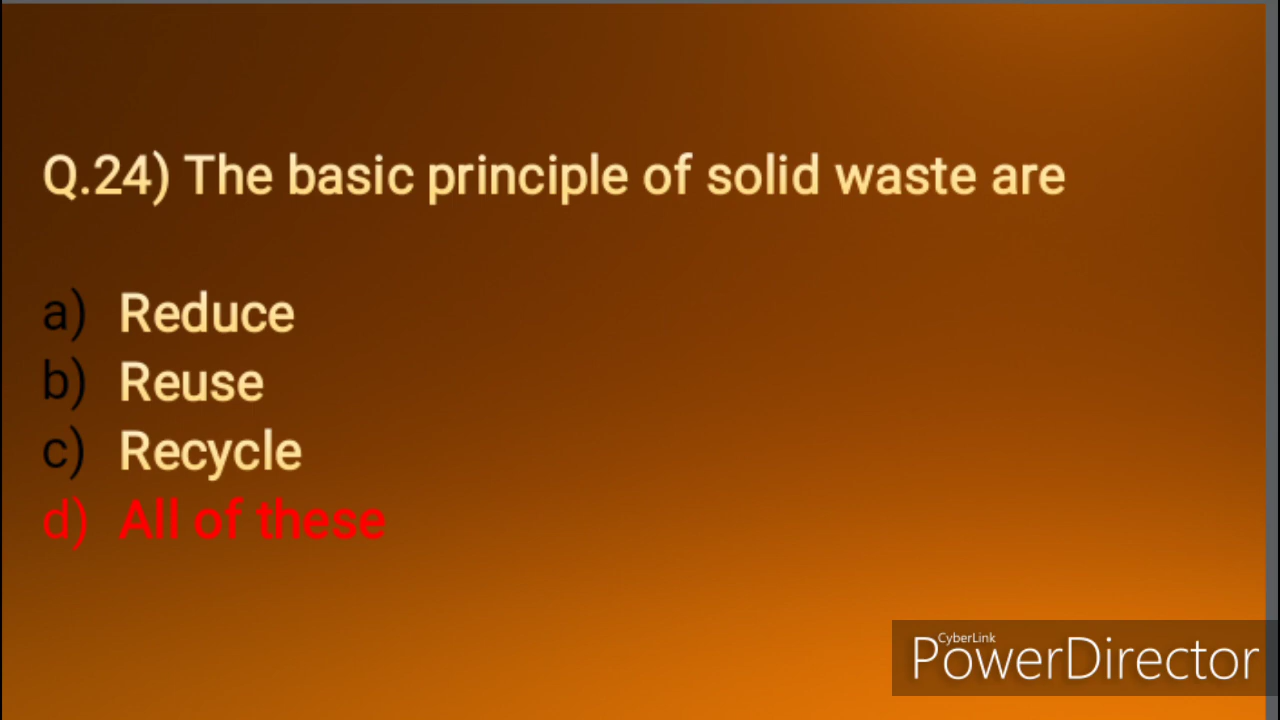 Q.24) The basic principle of solid waste are
a) Reduce
b) Reuse
c) Recycle
d) All of these
CyberLink
PowerDirector